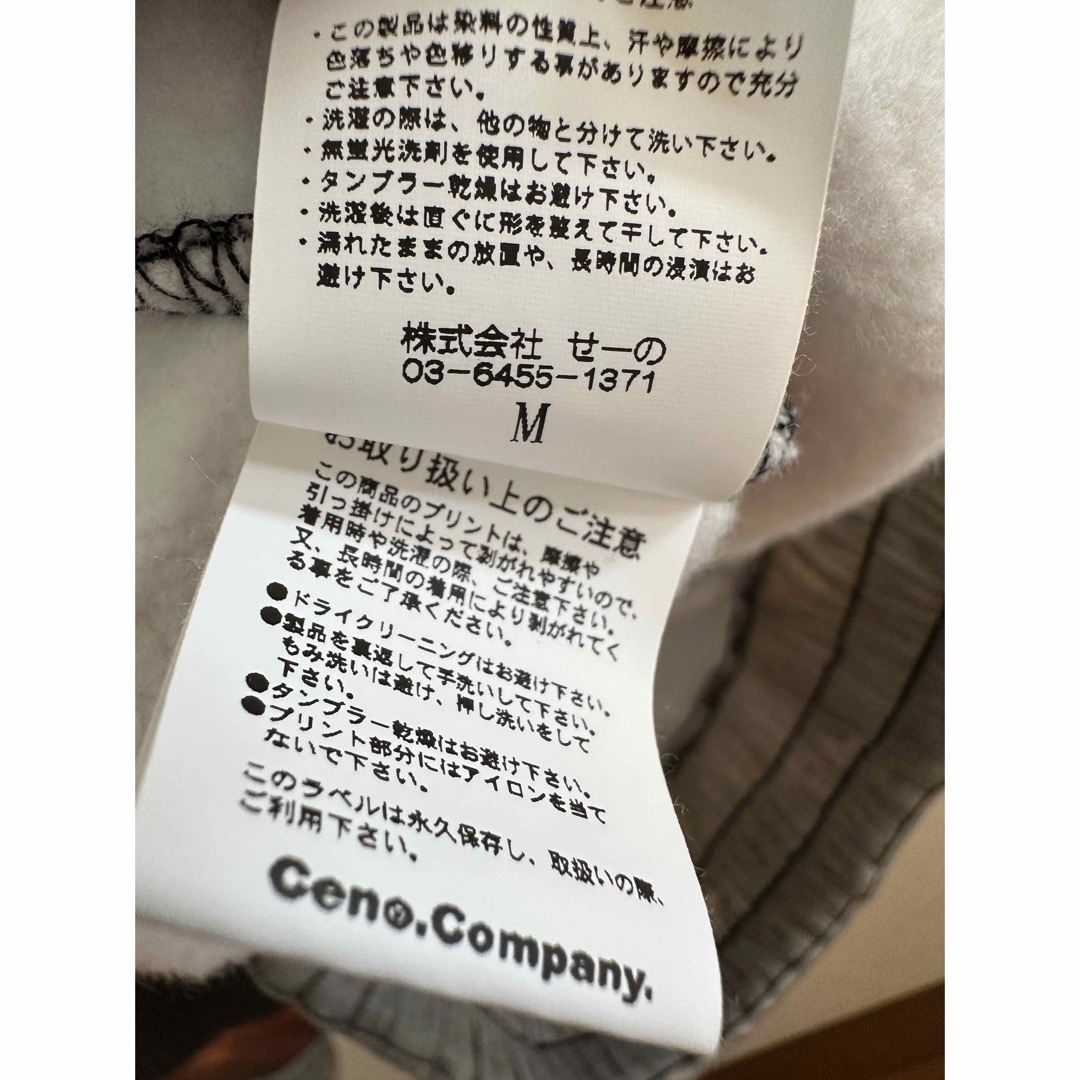 ご注意
・この製品は染料の性質上、汗や摩擦により
色落ちや色移りする事がありますので充分
ご注意下さい。
・洗濯の際は、他の物と分けて洗い下さい。
・無蛍光洗剤を使用して下さい。
・タンブラー乾燥はお避け下さい。
・洗濯後は直ぐに形を整えて干して下さい。
・濡れたままの放置や、長時間の浸漬はお
避け下さい。
株式会社 せーの
03-6455-1371
M
お取り扱い上のご注意
この商品のプリントは、摩擦や
引っ掛けによって剥がれやすいので、
着用時や洗濯の際、ご注意下さい。
又、長時間の着用により剥がれてく
る事をご了承ください。
●ドライクリーニングはお避け下さい。
●製品を裏返して手洗いして下さい。
もみ洗いは避け、押し洗いをして
下さい。
●タンブラー乾燥はお避け下さい。
●プリント部分にはアイロンを当て
ないで下さい。
このラベルは永久保存し、取扱いの際、
ご利用下さい。
Ceno.Company.